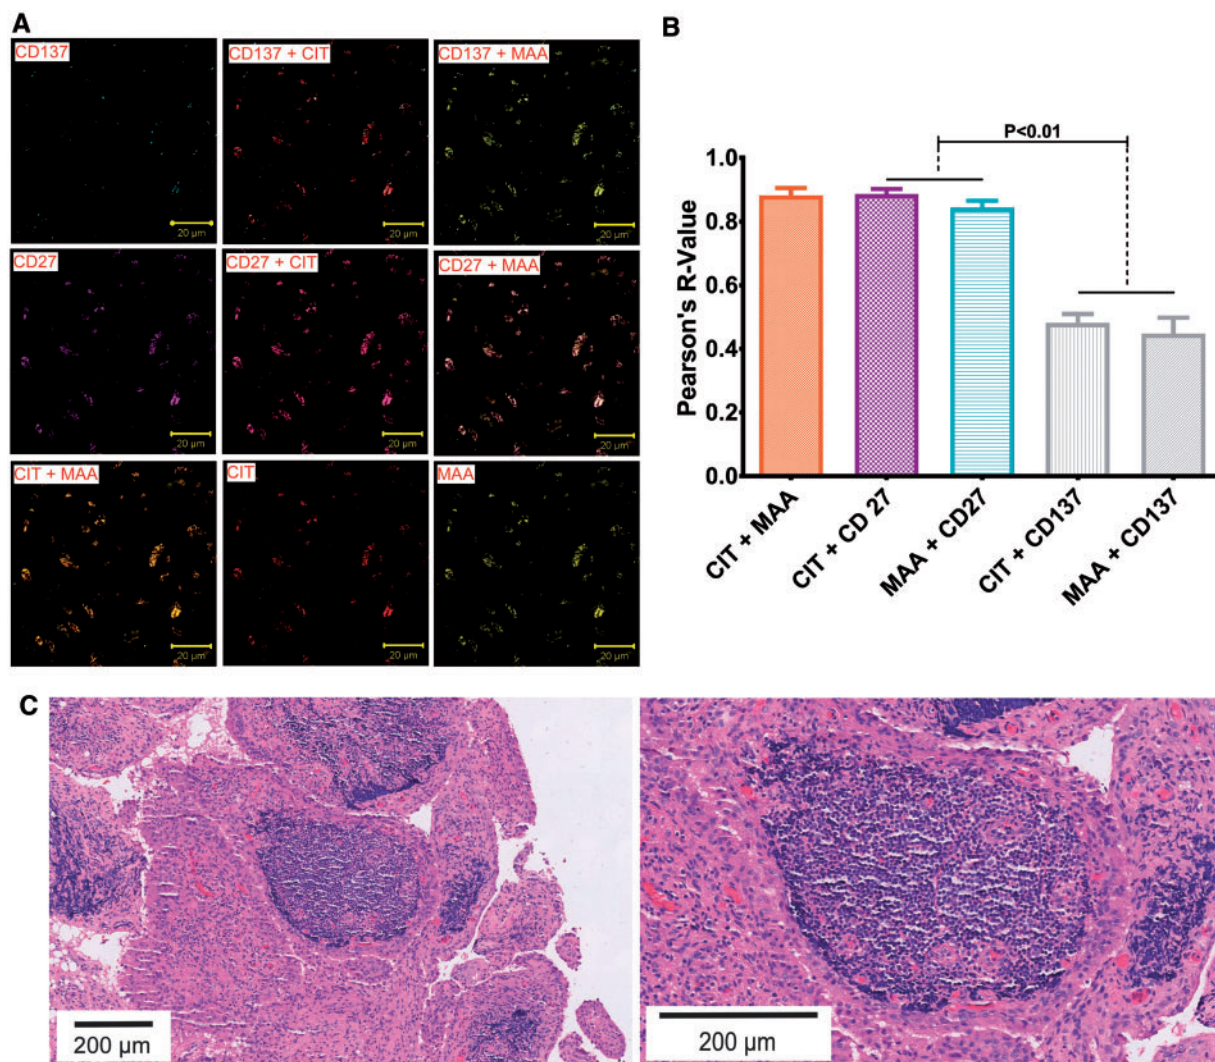 A
CD137
CD137 + CIT
CD137 + MAA
20 µm
20 µm
20 µm
CD27
CD27 + CIT
CD27 + MAA
20 µm
20 µm
20 µm
CIT + MAA
CIT
MAA
20 µm
20 µm
20 µm
B
P<0.01
Pearson's R-Value
1.0
0.8
0.6
0.4
0.2
0.0
CIT + MAA
CIT + CD 27
MAA + CD27
CIT + CD137
MAA + CD137
C
200 µm
200 µm